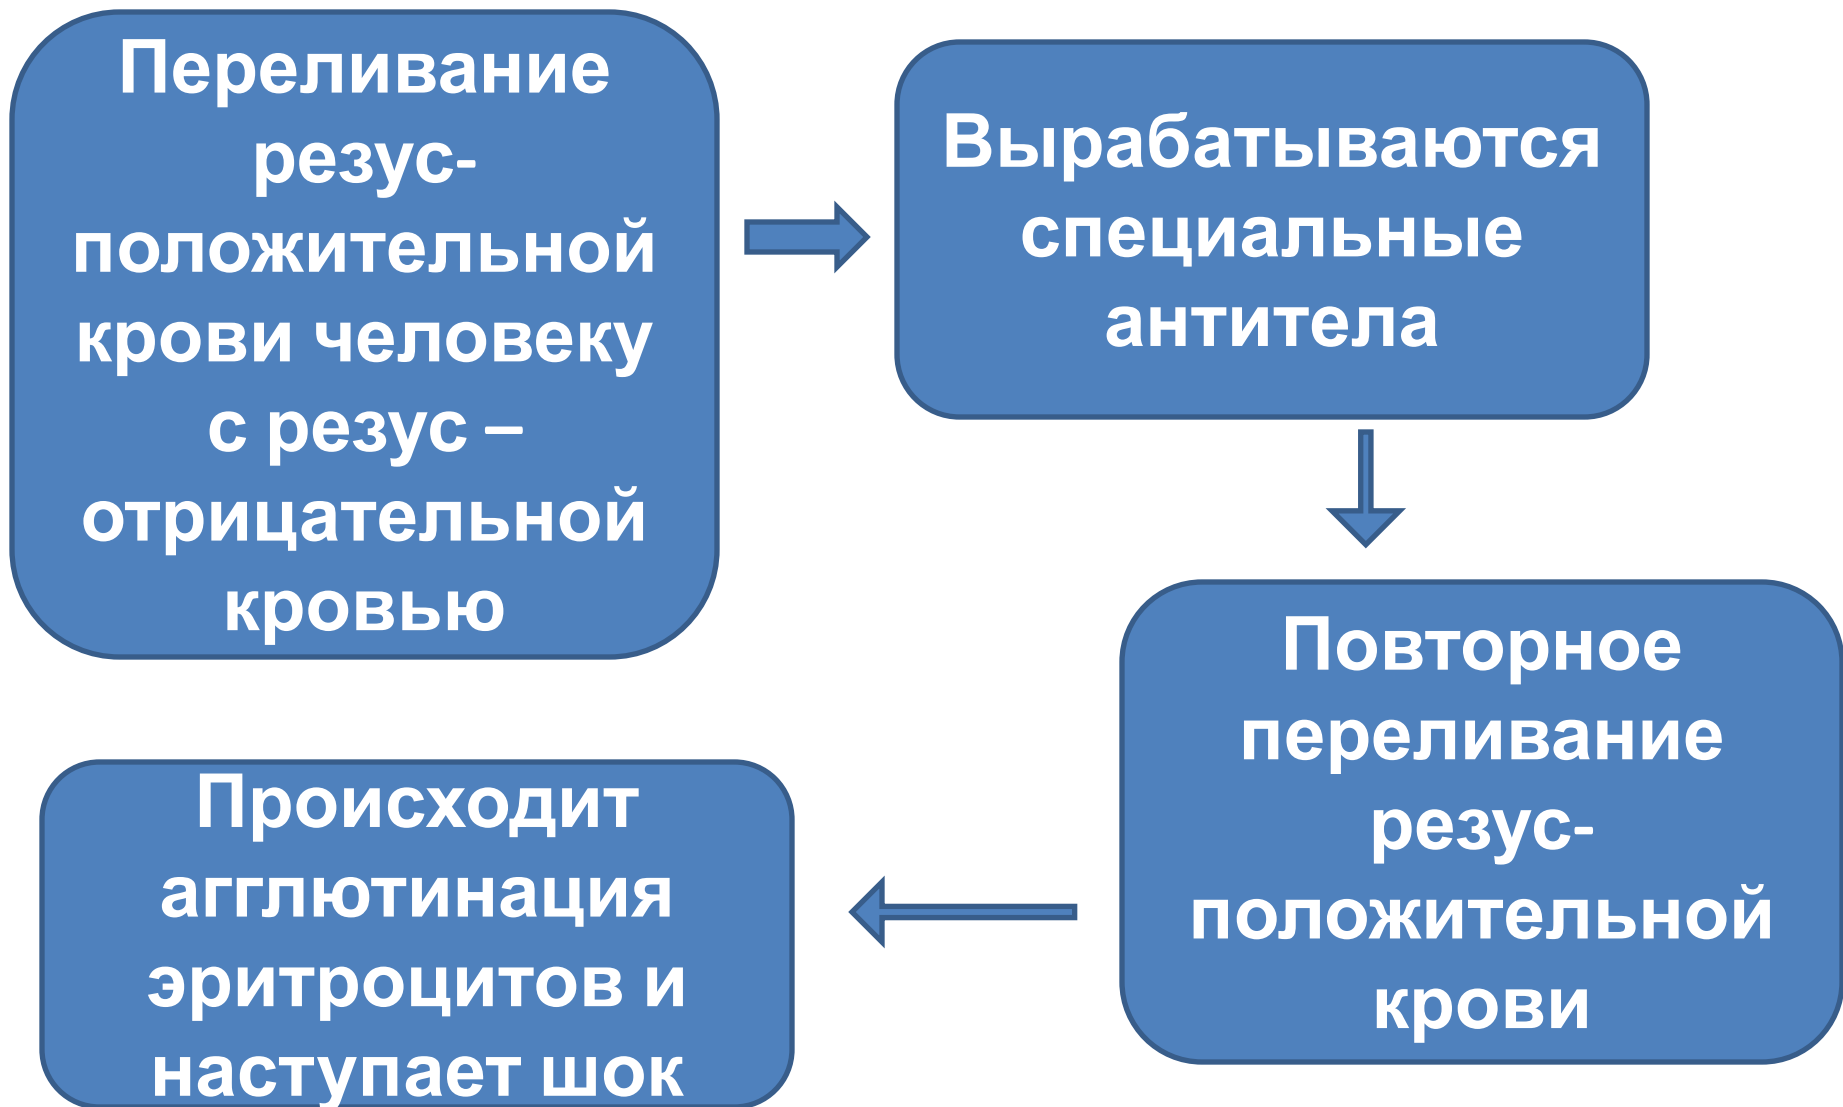 Переливание
резус-
положительной
крови человеку
с резус –
отрицательной
кровью
Вырабатываются
специальные
антитела
Повторное
переливание
резус-
положительной
крови
Происходит
агглютинация
эритроцитов и
наступает шок